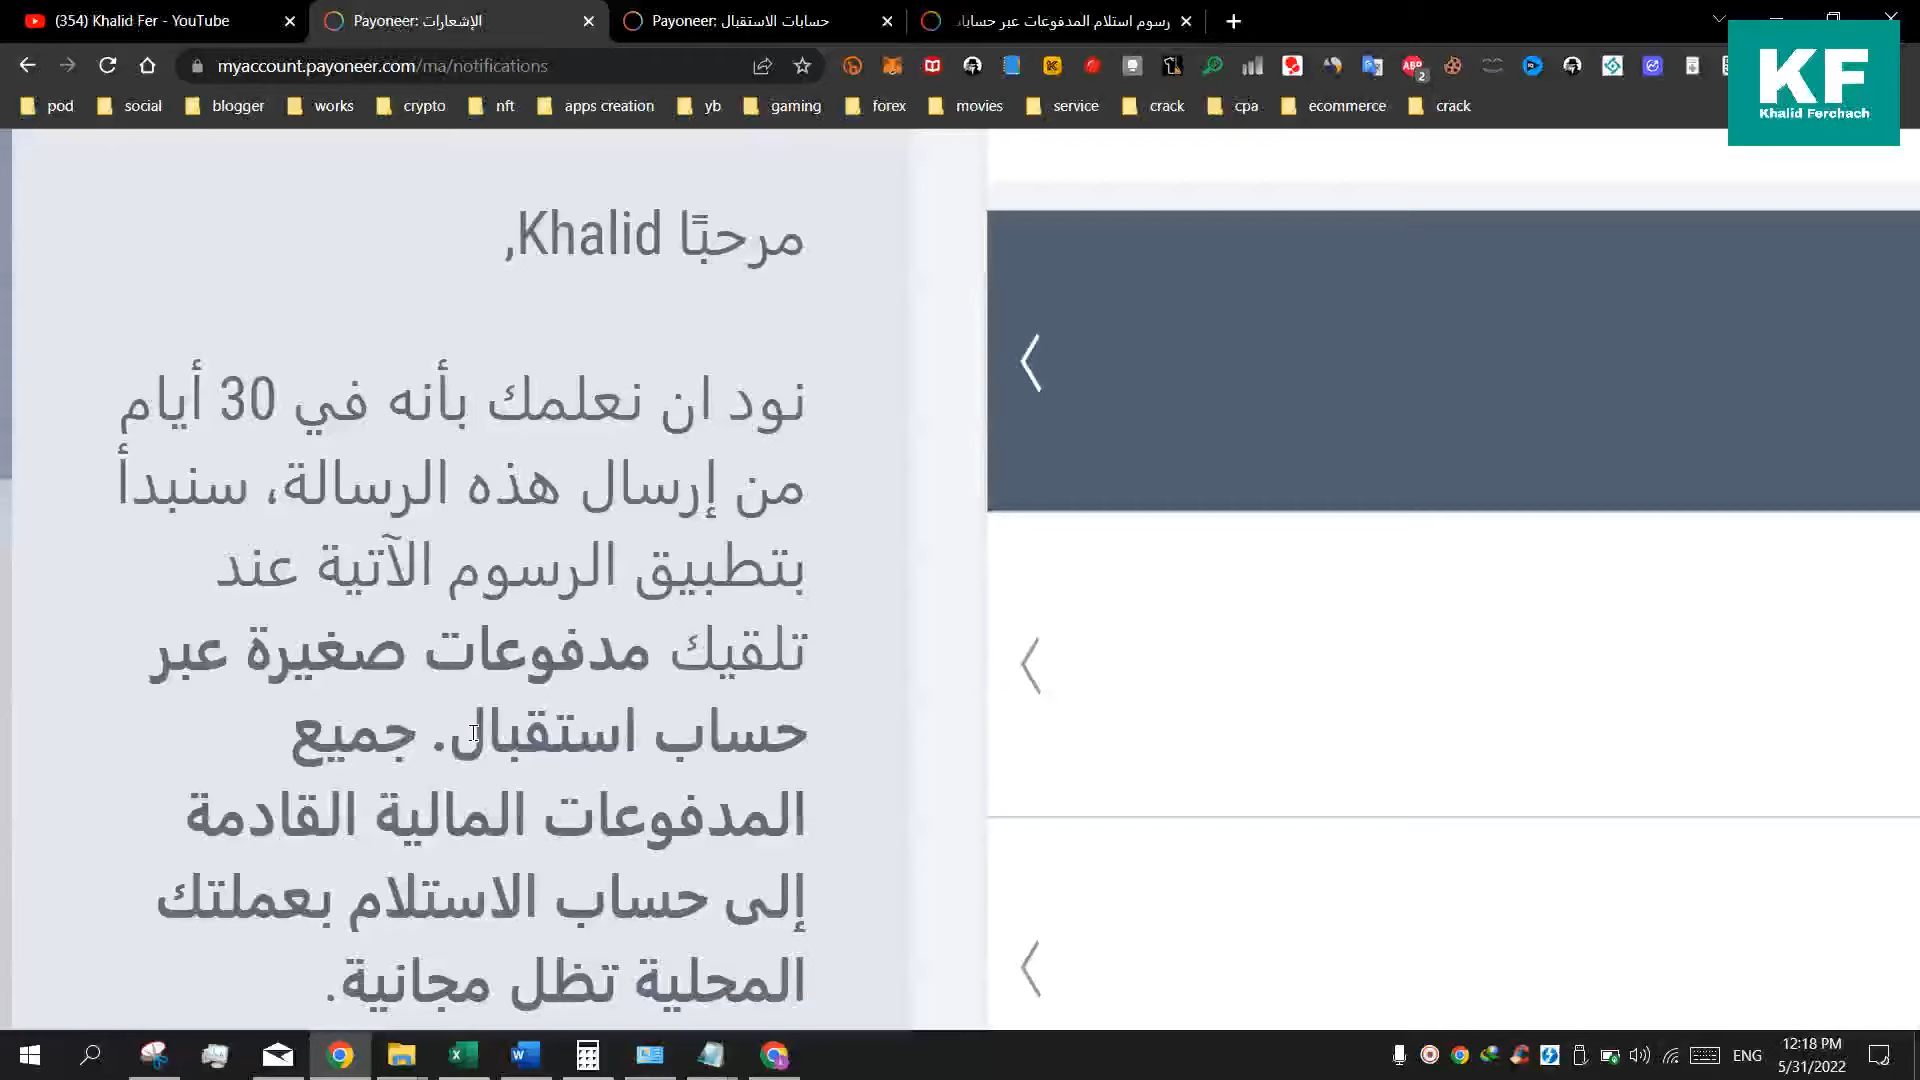 (354) Khalid Fer - YouTube
Payoneer: الإشعارات
Payoneer: حسابات الاستقبال
رسوم استلام المدفوعات عبر حسابا
myaccount.payoneer.com/ma/notifications
pod
social
blogger
works
crypto
nft
apps creation
yb
gaming
forex
movies
service
crack
cpa
ecommerce
crack
KF
Khalid Ferchach
مرحبًا Khalid,
نود ان نعلمك بأنه في 30 أيام
من إرسال هذه الرسالة، سنبدأ
بتطبيق الرسوم الآتية عند
تلقيك مدفوعات صغيرة عبر
حساب استقبال. جميع
المدفوعات المالية القادمة
إلى حساب الاستلام بعملتك
المحلية تظل مجانية.
ENG
12:18 PM
5/31/2022